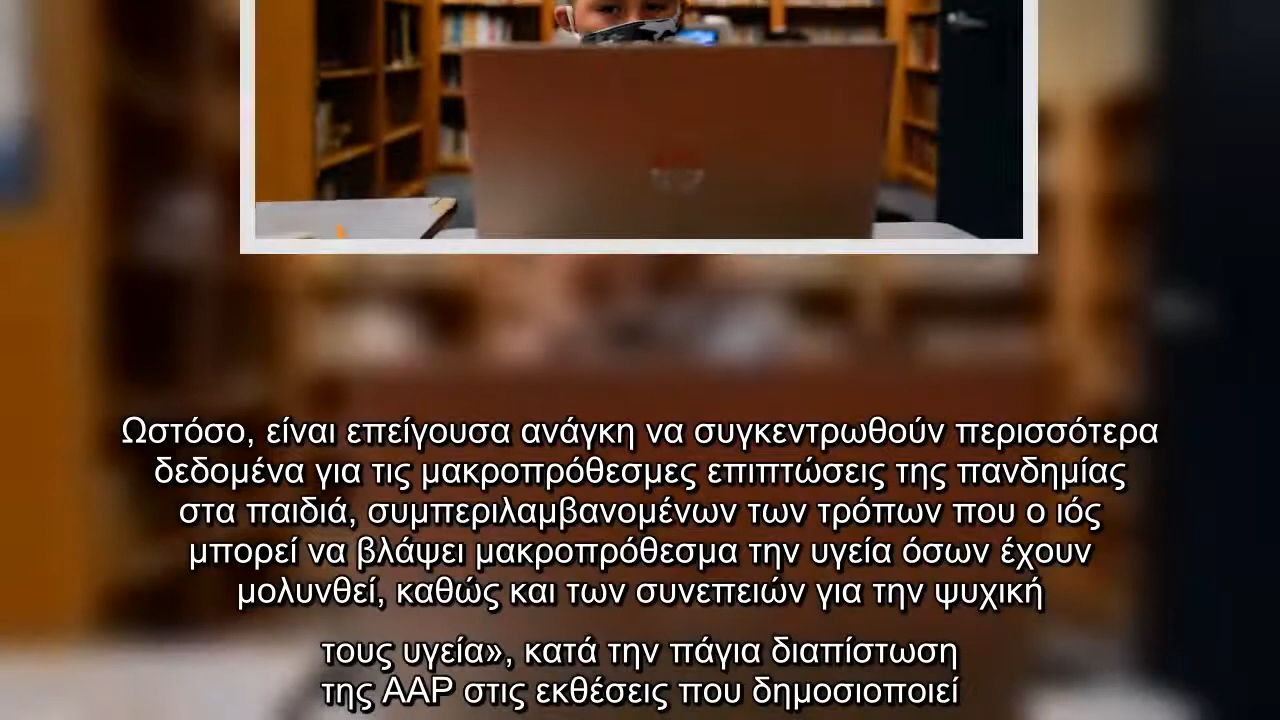 Ωστόσο, είναι επείγουσα ανάγκη να συγκεντρωθούν περισσότερα
δεδομένα για τις μακροπρόθεσμες επιπτώσεις της πανδημίας
στα παιδιά, συμπεριλαμβανομένων των τρόπων που ο ιός
μπορεί να βλάψει μακροπρόθεσμα την υγεία όσων έχουν
μολυνθεί, καθώς και των συνεπειών για την ψυχική
τους υγεία», κατά την πάγια διαπίστωση
της AAP στις εκθέσεις που δημοσιοποιεί